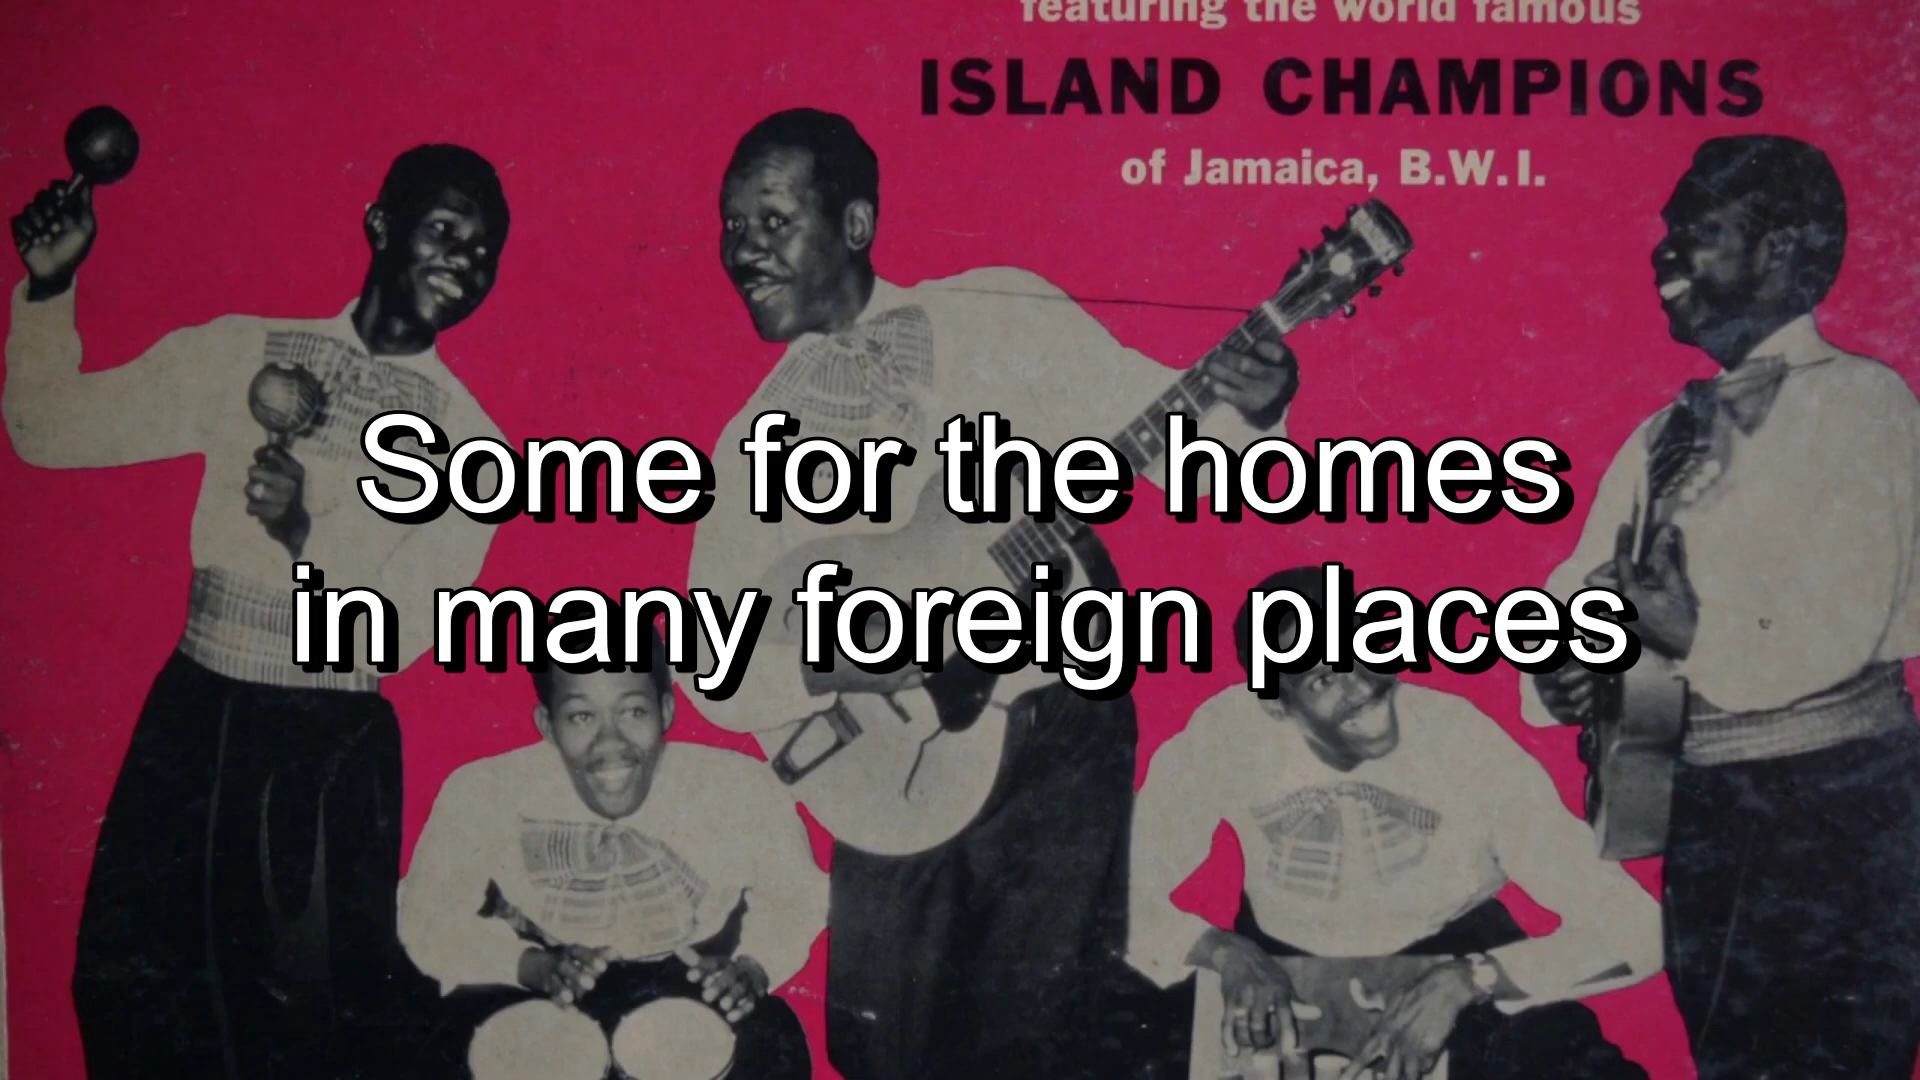 featuring the world famous
ISLAND CHAMPIONS
of Jamaica, B.W.I.
Some for the homes
in many foreign places